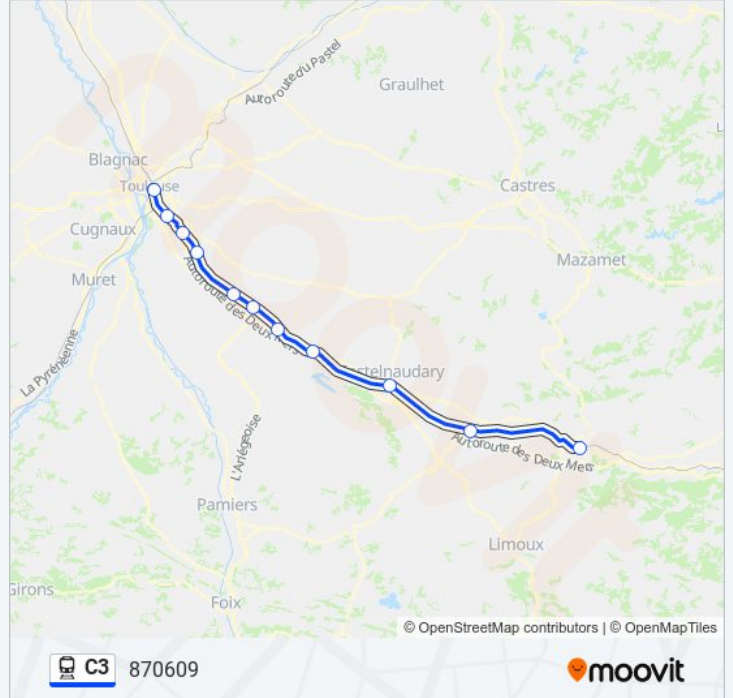 Graulhet
Autoroute du Pastel
Blagnac
Toulouse
Castres
Cugnaux
Mazamet
Muret
Autoroute des Deux Mers
La Pyrénéenne
Castelnaudary
L'Ariégeoise
Autoroute des Deux Mers
Pamiers
Limoux
Girons
Foix
© OpenStreetMap contributors | © OpenMapTiles
C3 870609
moovit